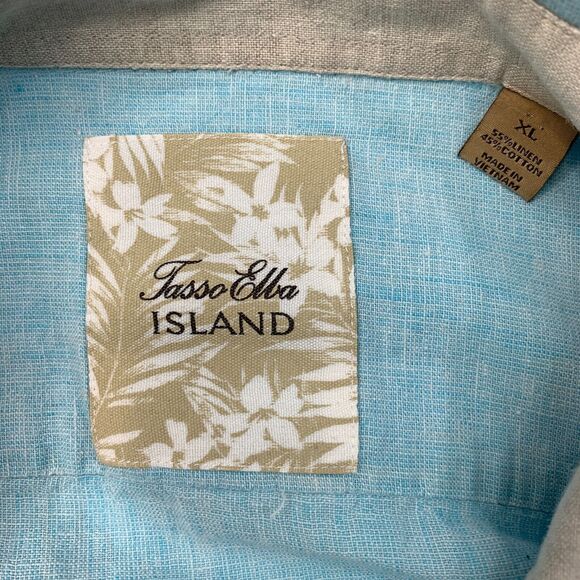 Tasso Elba
ISLAND
XL
55% LINEN
45% COTTON
MADE IN
VIETNAM